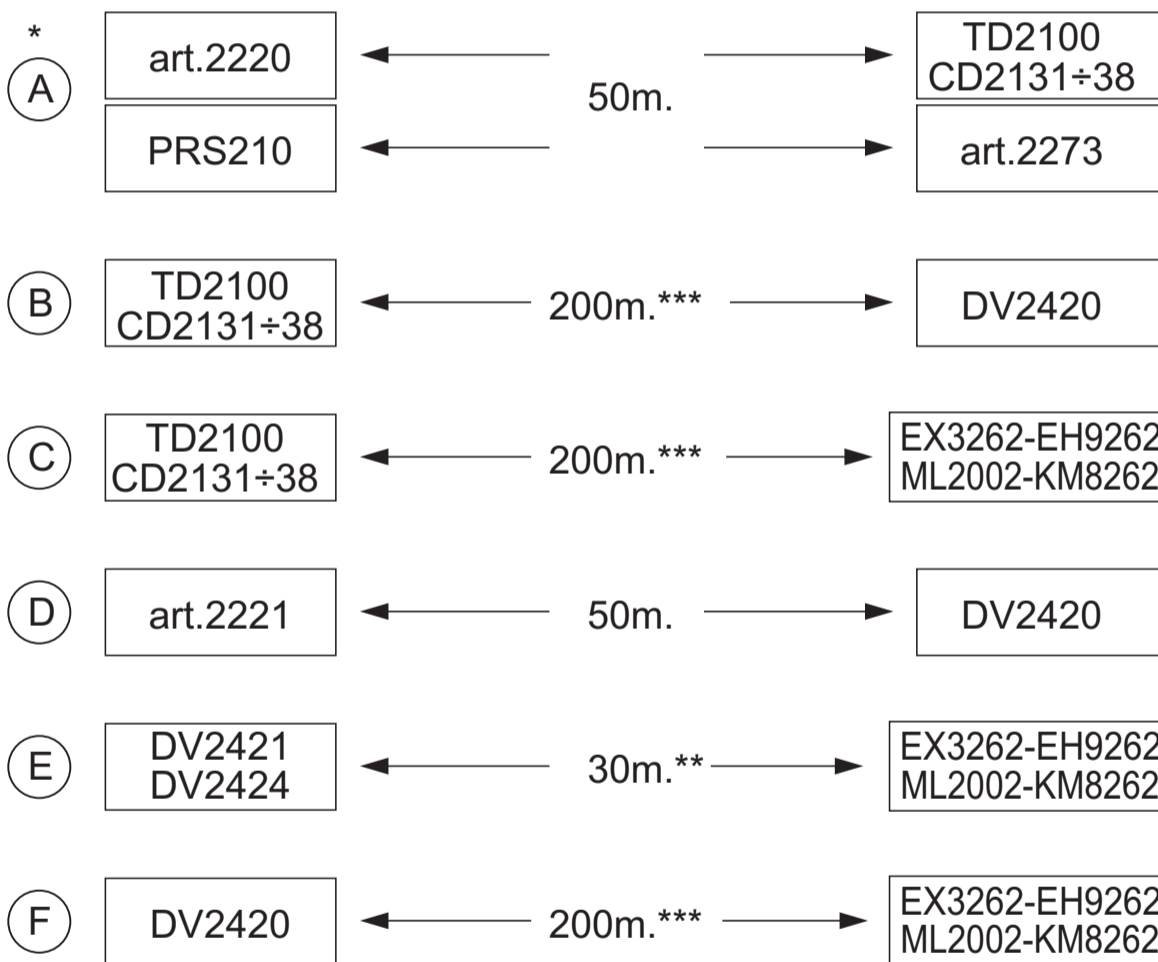 *
A
art.2220
50m.
TD2100
CD2131÷38
PRS210
art.2273
B
TD2100
CD2131÷38
200m.***
DV2420
C
TD2100
CD2131÷38
200m.***
EX3262-EH9262
ML2002-KM8262
D
art.2221
50m.
DV2420
E
DV2421
DV2424
30m.**
EX3262-EH9262
ML2002-KM8262
F
DV2420
200m.***
EX3262-EH9262
ML2002-KM8262